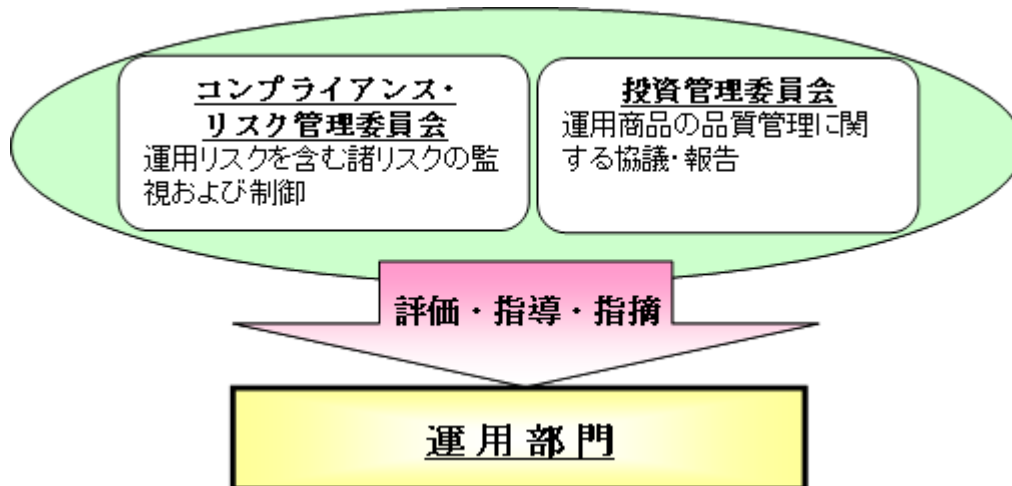 コンプライアンス・
リスク管理委員会
運用リスクを含む諸リスクの監
視および制御
投資管理委員会
運用商品の品質管理に関
する協議・報告
評価・指導・指摘
運用部門